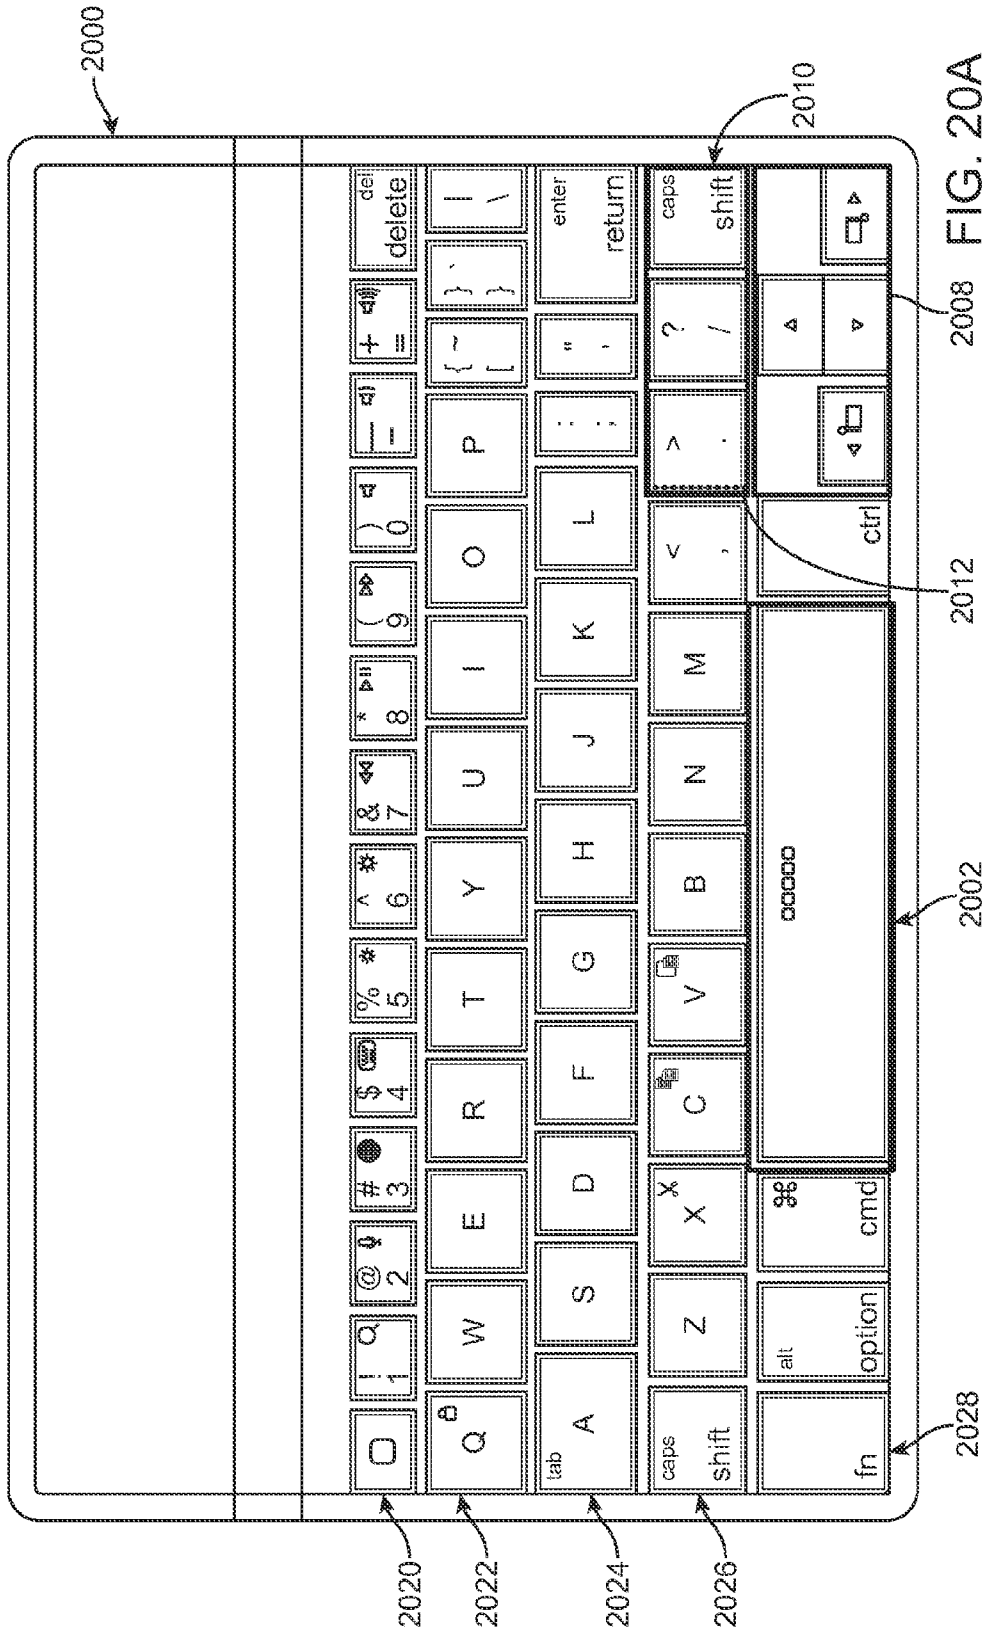 2000
! @ # $ % ^ & * ( ) — + del
2020 1 2 3 4 5 6 7 8 9 0 – = delete
2022 Q W E R T Y U I O P { ~ [ } ` } | \
tab enter
2024 A S D F G H J K L : ; " ' return
caps X C V < > ? caps
2026 shift Z X C V B N M , . / shift 2010
alt ⌘
fn option cmd ctrl
2028 2002 2012 2008
FIG. 20A